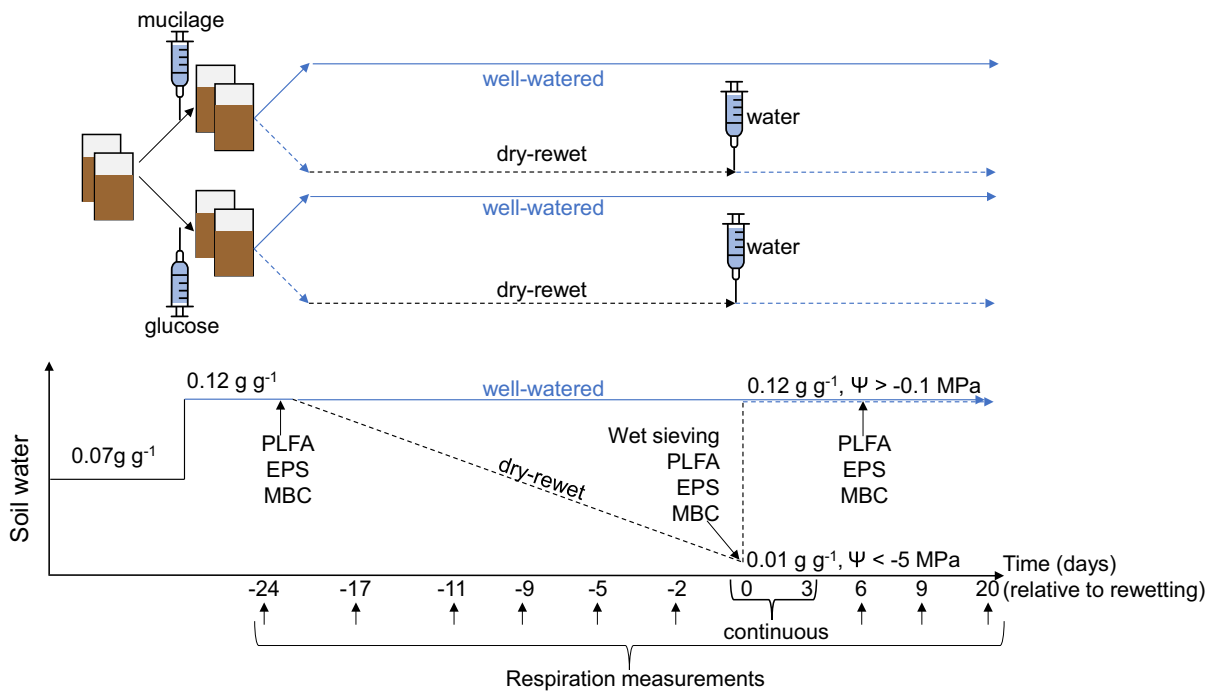 mucilage
well-watered
water
dry-rewet
well-watered
water
dry-rewet
glucose
0.12 g g-1
well-watered
0.12 g g-1, Ψ > -0.1 MPa
Soil water
0.07g g-1
PLFA
EPS
MBC
dry-rewet
Wet sieving
PLFA
EPS
MBC
PLFA
EPS
MBC
0.01 g g-1, Ψ < -5 MPa
Time (days)
(relative to rewetting)
-24 -17 -11 -9 -5 -2 0 3 6 9 20
continuous
Respiration measurements